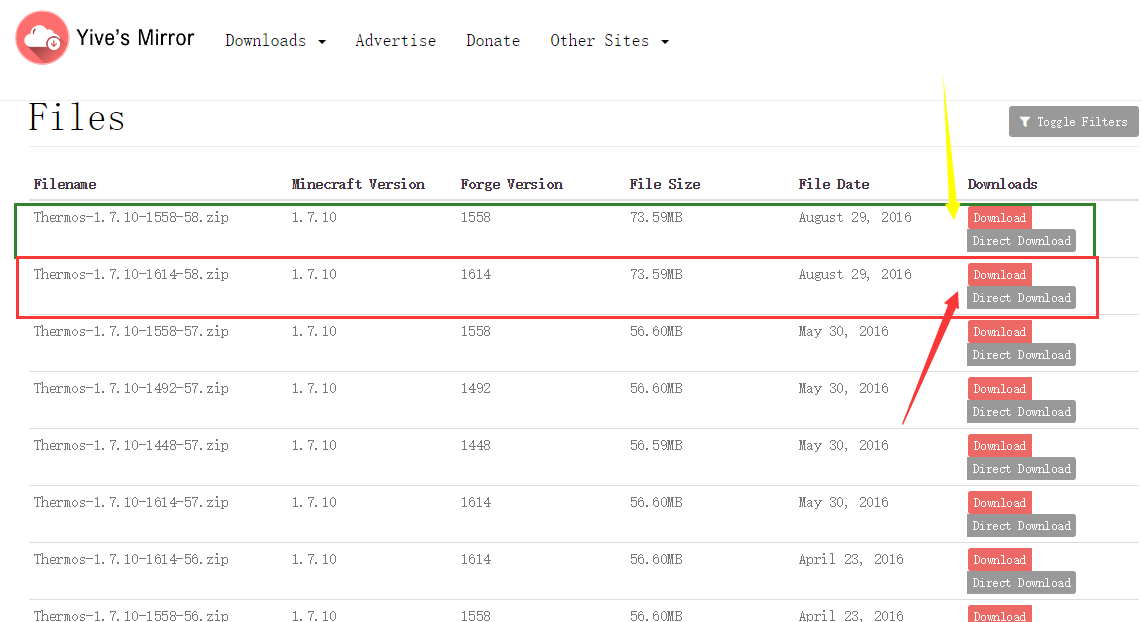 Yive's Mirror Downloads Advertise Donate Other Sites
Files
Toggle Filters
Filename Minecraft Version Forge Version File Size File Date Downloads
Thermos-1.7.10-1558-58.zip 1.7.10 1558 73.59MB August 29, 2016 Download
Direct Download
Thermos-1.7.10-1614-58.zip 1.7.10 1614 73.59MB August 29, 2016 Download
Direct Download
Thermos-1.7.10-1558-57.zip 1.7.10 1558 56.60MB May 30, 2016 Download
Direct Download
Thermos-1.7.10-1492-57.zip 1.7.10 1492 56.60MB May 30, 2016 Download
Direct Download
Thermos-1.7.10-1448-57.zip 1.7.10 1448 56.59MB May 30, 2016 Download
Direct Download
Thermos-1.7.10-1614-57.zip 1.7.10 1614 56.60MB May 30, 2016 Download
Direct Download
Thermos-1.7.10-1614-56.zip 1.7.10 1614 56.60MB April 23, 2016 Download
Direct Download
Thermos-1.7.10-1558-56.zip 1.7.10 1558 56.60MB April 23, 2016 Download